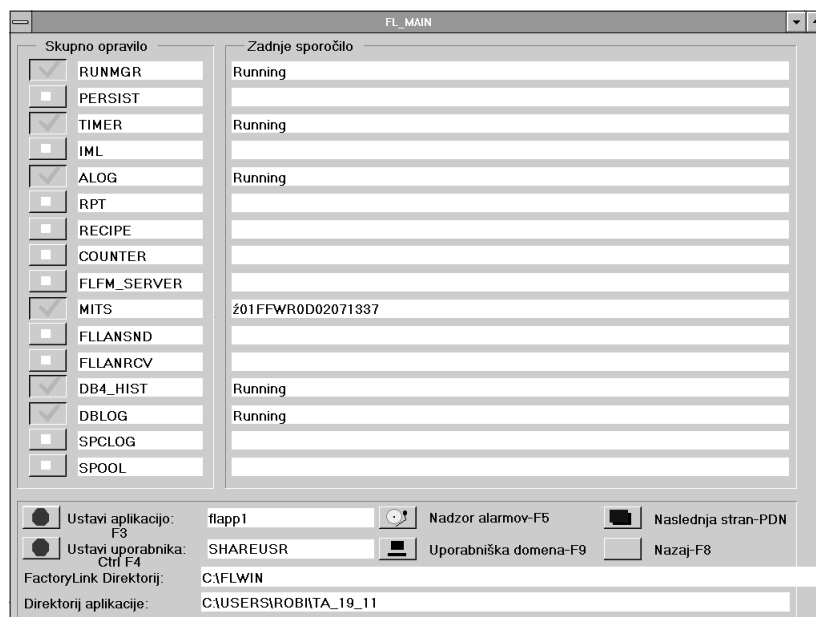 FL_MAIN
Skupno opravilo Zadnje sporočilo
RUNMGR Running
PERSIST
TIMER Running
IML
ALOG Running
RPT
RECIPE
COUNTER
FLFM_SERVER
MITS ź01FFWR0D02071337
FLLANSND
FLLANRCV
DB4_HIST Running
DBLOG Running
SPCLOG
SPOOL
Ustavi aplikacijo: flapp1 Nadzor alarmov-F5 Naslednja stran-PDN
F3
Ustavi uporabnika: SHAREUSR Uporabniška domena-F9 Nazaj-F8
Ctrl F4
FactoryLink Direktorij: C:\FLWIN
Direktorij aplikacije: C:\USERS\ROBI\TA_19_11